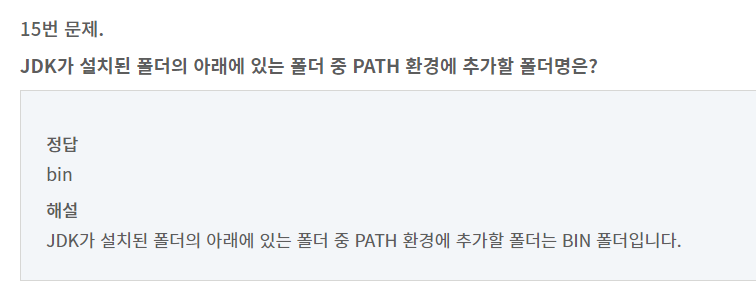 15번 문제.
JDK가 설치된 폴더의 아래에 있는 폴더 중 PATH 환경에 추가할 폴더명은?
정답
bin
해설
JDK가 설치된 폴더의 아래에 있는 폴더 중 PATH 환경에 추가할 폴더는 BIN 폴더입니다.